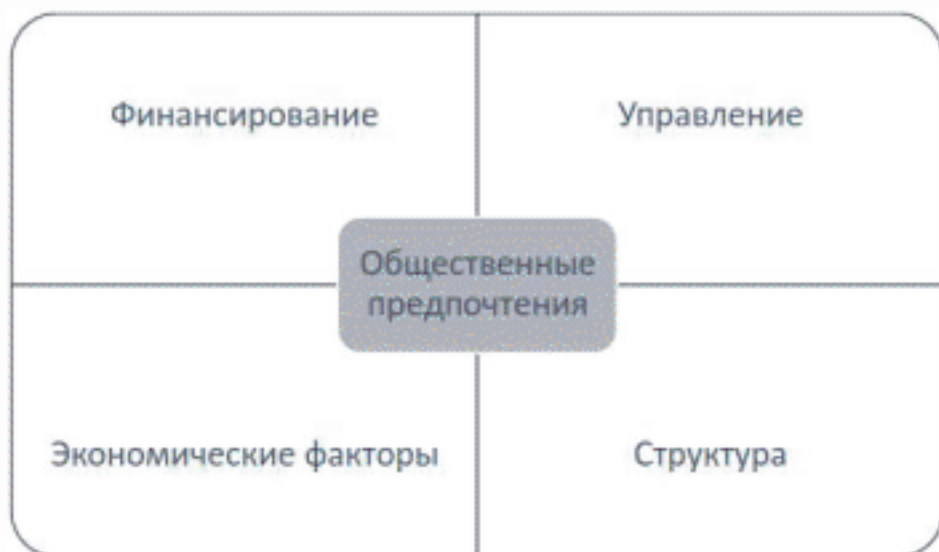 Финансирование
Управление
Общественные
предпочтения
Экономические факторы
Структура